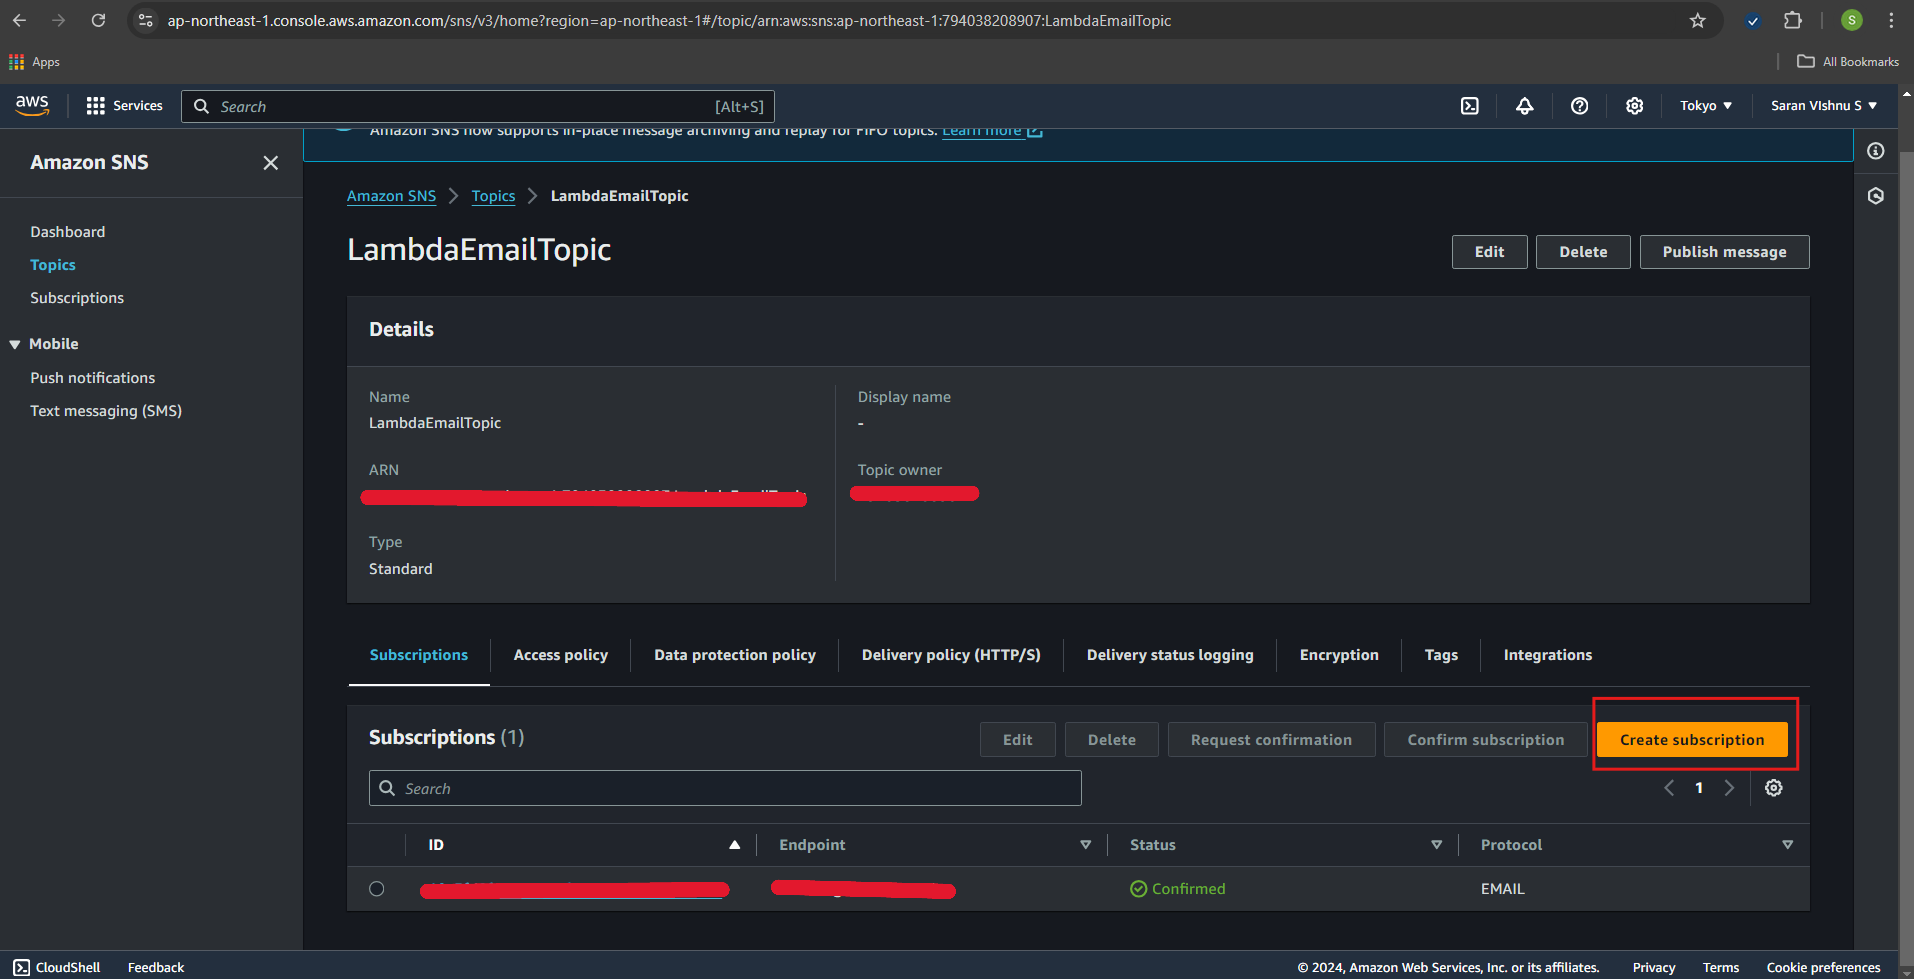 ap-northeast-1.console.aws.amazon.com/sns/v3/home?region=ap-northeast-1#/topic/arn:aws:sns:ap-northeast-1:794038208907:LambdaEmailTopic
S
Apps
All Bookmarks
aws
Services
Search
[Alt+S]
Tokyo
Saran VIshnu S
Amazon SNS
Amazon SNS now supports in-place message archiving and replay for FIFO topics. Learn more
Dashboard
Topics
Subscriptions
Mobile
Push notifications
Text messaging (SMS)
Amazon SNS
Topics
LambdaEmailTopic
LambdaEmailTopic
Edit
Delete
Publish message
Details
Name
LambdaEmailTopic
Display name
-
ARN
Topic owner
Type
Standard
Subscriptions
Access policy
Data protection policy
Delivery policy (HTTP/S)
Delivery status logging
Encryption
Tags
Integrations
Subscriptions (1)
Edit
Delete
Request confirmation
Confirm subscription
Create subscription
Search
1
ID
Endpoint
Status
Protocol
Confirmed
EMAIL
CloudShell
Feedback
© 2024, Amazon Web Services, Inc. or its affiliates.
Privacy
Terms
Cookie preferences